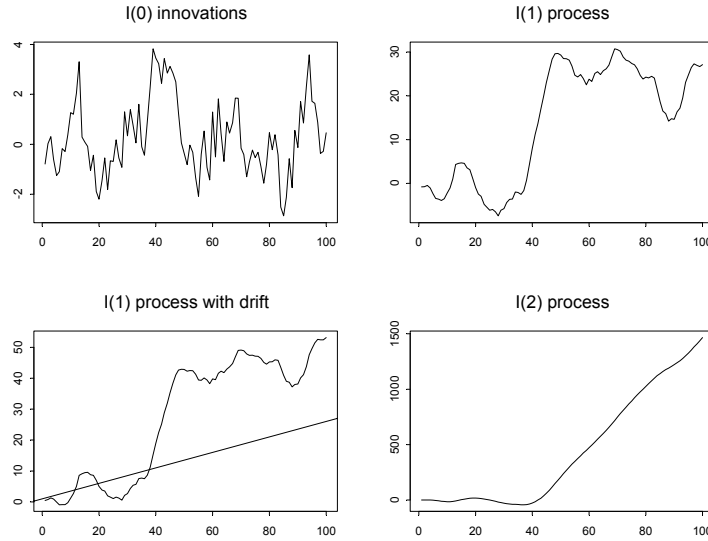 I(0) innovations
I(1) process
-2 0 2 4
0 10 20 30
0 20 40 60 80 100
0 20 40 60 80 100
I(1) process with drift
I(2) process
0 10 20 30 40 50
0 500 1000 1500
0 20 40 60 80 100
0 20 40 60 80 100